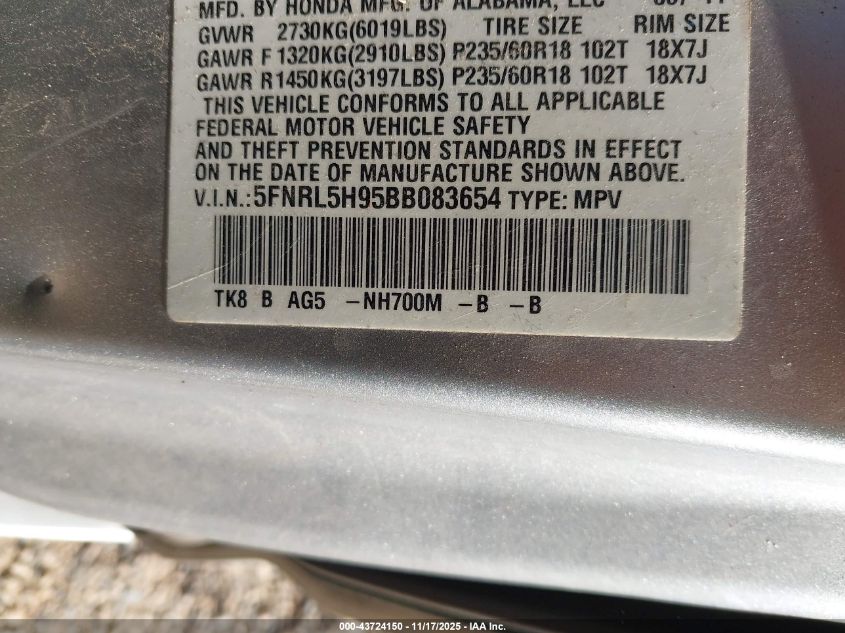 MFD. BY HONDA MFG. OF ALABAMA, LLC
GVWR 2730KG(6019LBS) TIRE SIZE RIM SIZE
GAWR F 1320KG(2910LBS) P235/60R18 102T 18X7J
GAWR R1450KG(3197LBS) P235/60R18 102T 18X7J
THIS VEHICLE CONFORMS TO ALL APPLICABLE
FEDERAL MOTOR VEHICLE SAFETY
AND THEFT PREVENTION STANDARDS IN EFFECT
ON THE DATE OF MANUFACTURE SHOWN ABOVE.
V.I.N.:5FNRL5H95BB083654 TYPE: MPV
TK8 B AG5 -NH700M -B -B
000-43724150 - 11/17/2025 - IAA Inc.